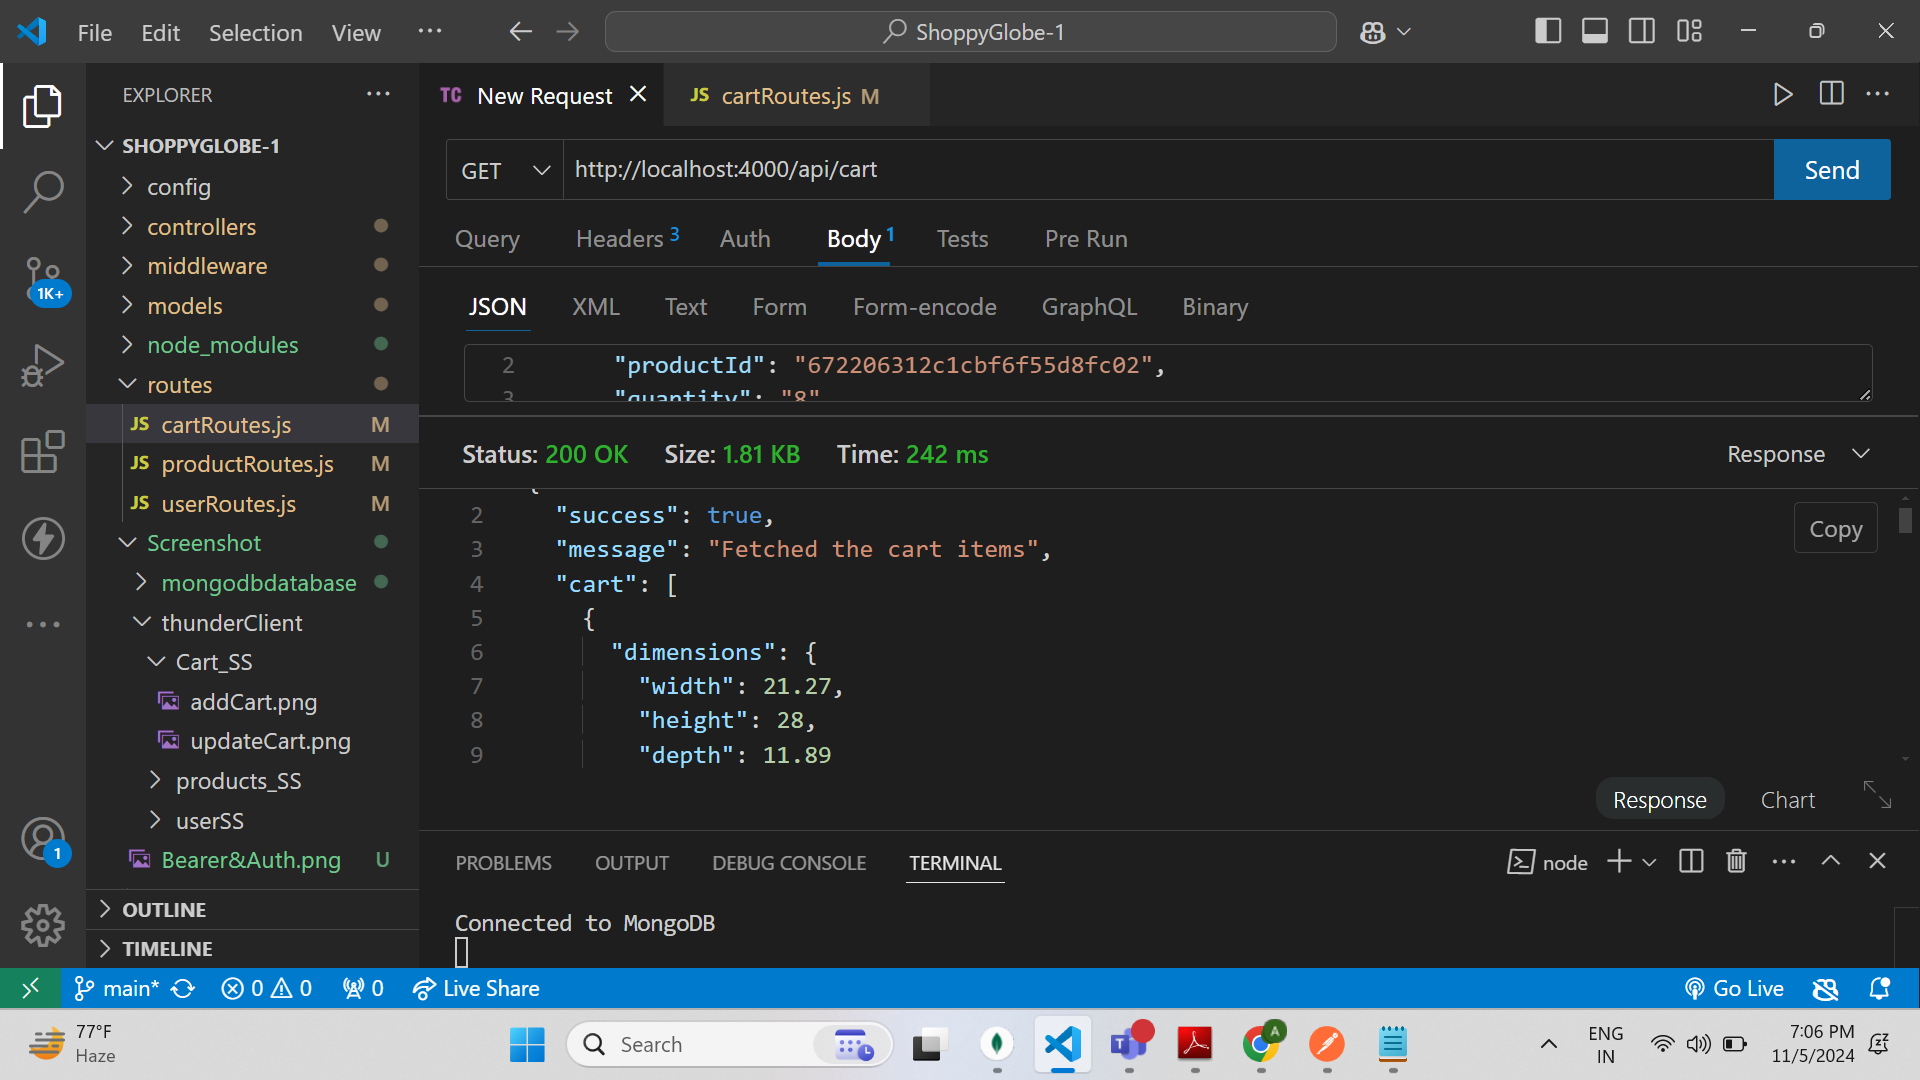 File Edit Selection View ··· ShoppyGlobe-1
EXPLORER ···
SHOPPYGLOBE-1
config
controllers
middleware
models
node_modules
routes
JS cartRoutes.js M
JS productRoutes.js M
JS userRoutes.js M
Screenshot
mongodbdatabase
thunderClient
Cart_SS
addCart.png
updateCart.png
products_SS
userSS
Bearer&Auth.png U
OUTLINE
TIMELINE
1K+
1
TC New Request JS cartRoutes.js M
GET http://localhost:4000/api/cart Send
Query Headers 3 Auth Body 1 Tests Pre Run
JSON XML Text Form Form-encode GraphQL Binary
2 "productId": "672206312c1cbf6f55d8fc02",
3 "quantity": "8"
Status: 200 OK Size: 1.81 KB Time: 242 ms Response
{
2 "success": true,
3 "message": "Fetched the cart items",
4 "cart": [
5 {
6 "dimensions": {
7 "width": 21.27,
8 "height": 28,
9 "depth": 11.89
Copy
Response Chart
PROBLEMS OUTPUT DEBUG CONSOLE TERMINAL node
Connected to MongoDB
main* 0 0 0 Live Share Go Live
77°F
Haze
Search
A
ENG
IN
7:06 PM
11/5/2024